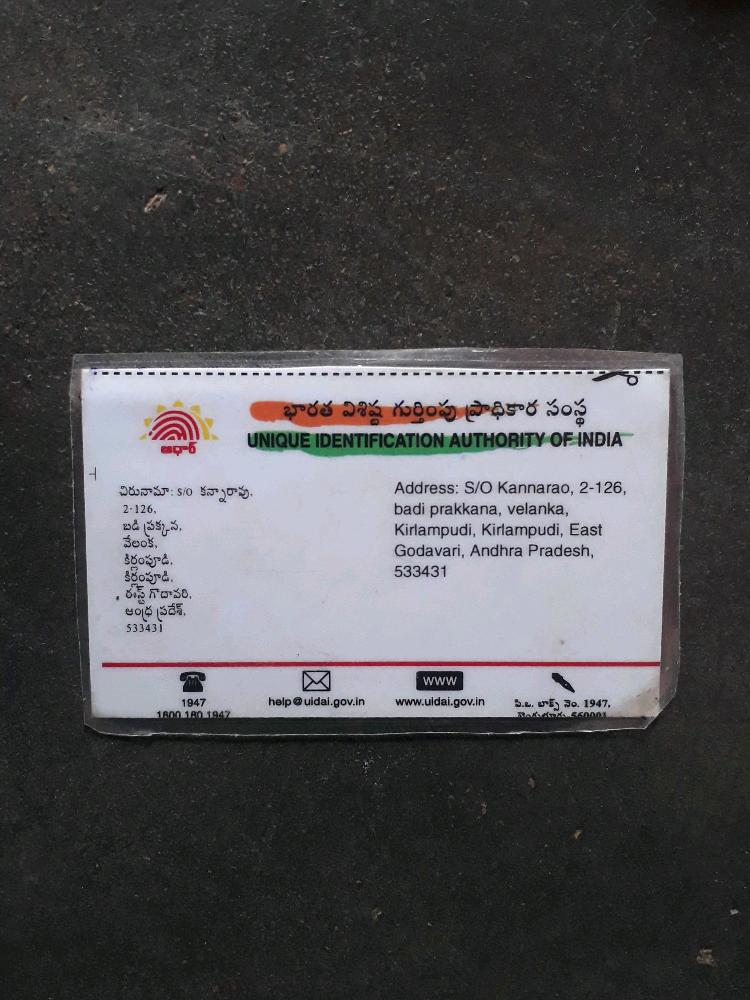 భారత విశిష్ట గుర్తింపు ప్రాధికార సంస్థ
UNIQUE IDENTIFICATION AUTHORITY OF INDIA
ఆధార్
చిరునామా: S/O కన్నారావు,
2-126,
బడి ప్రక్కన,
వేలంక,
కిర్లంపూడి,
కిర్లంపూడి,
ఈస్ట్ గొదావరి,
ఆంధ్ర ప్రదేశ్,
533431
Address: S/O Kannarao, 2-126,
badi prakkana, velanka,
Kirlampudi, Kirlampudi, East
Godavari, Andhra Pradesh,
533431
1947
1800 180 1947
help@uidai.gov.in
WWW
www.uidai.gov.in
పి.ఒ. బాక్స్ నెం. 1947,
బెంగుళూరు-560001